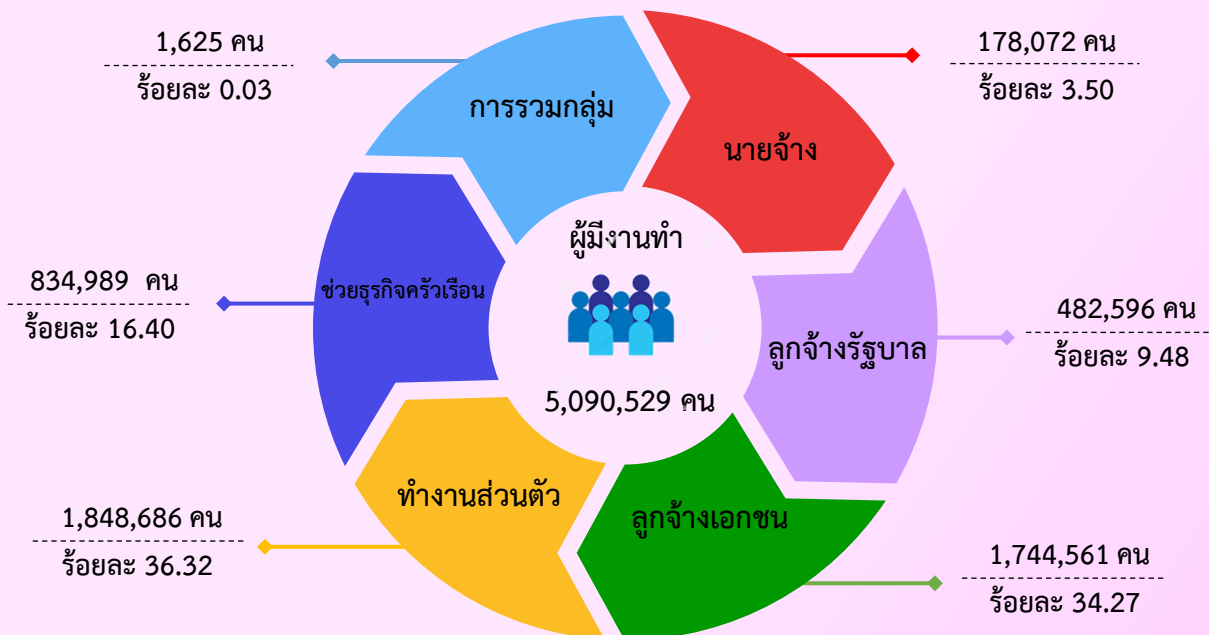 1,625 คน
ร้อยละ 0.03
การรวมกลุ่ม
178,072 คน
ร้อยละ 3.50
นายจ้าง
ผู้มีงานทำ
5,090,529 คน
834,989 คน
ร้อยละ 16.40
ช่วยธุรกิจครัวเรือน
482,596 คน
ร้อยละ 9.48
ลูกจ้างรัฐบาล
1,848,686 คน
ร้อยละ 36.32
ทำงานส่วนตัว
ลูกจ้างเอกชน
1,744,561 คน
ร้อยละ 34.27